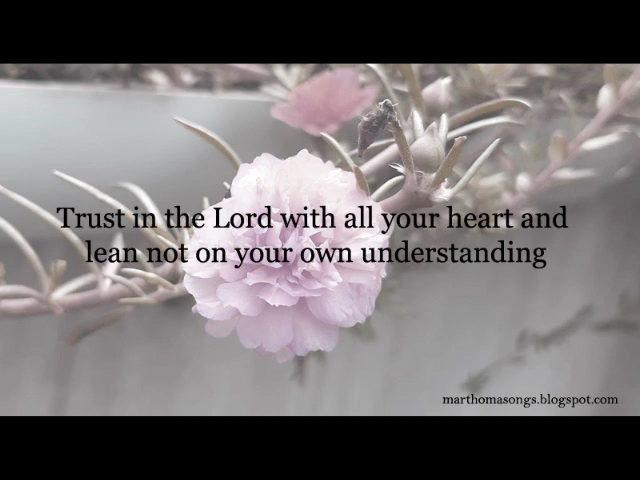 Trust in the Lord with all your heart and
lean not on your own understanding
marthomasongs.blogspot.com